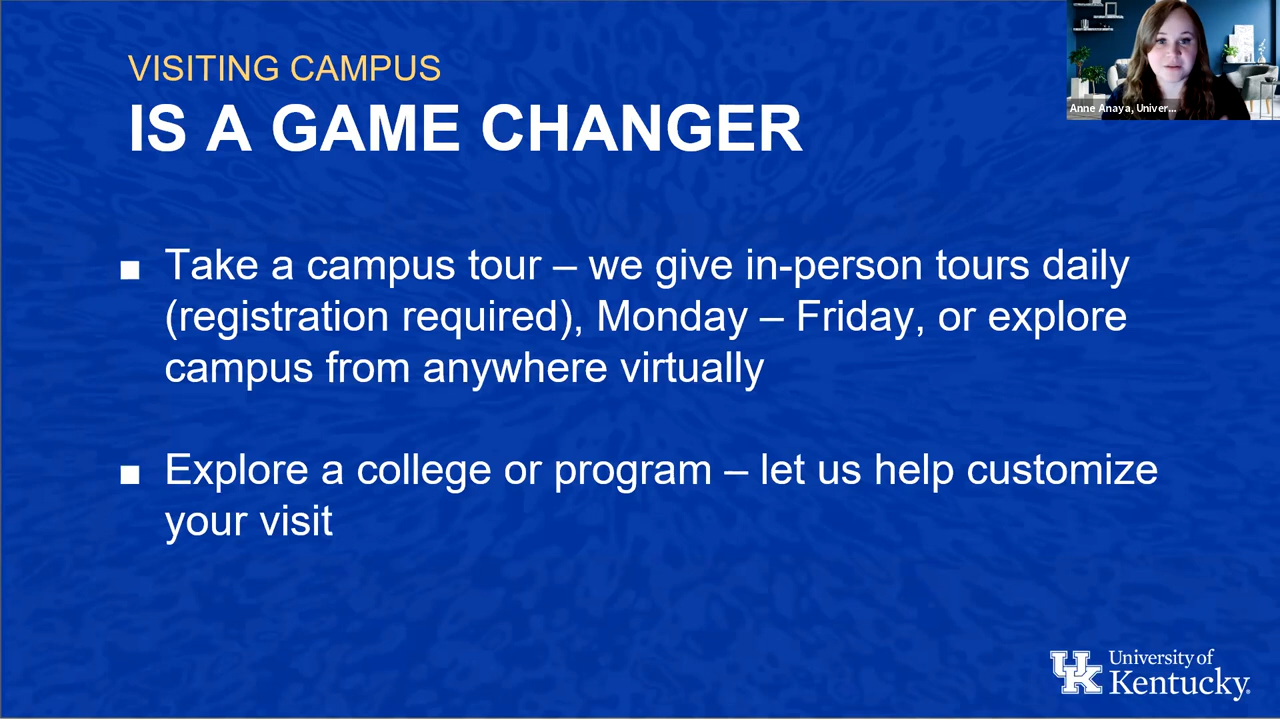 VISITING CAMPUS
IS A GAME CHANGER
Anne Anaya, Univer...
■ Take a campus tour – we give in-person tours daily
(registration required), Monday – Friday, or explore
campus from anywhere virtually
■ Explore a college or program – let us help customize
your visit
UK
University of
Kentucky®